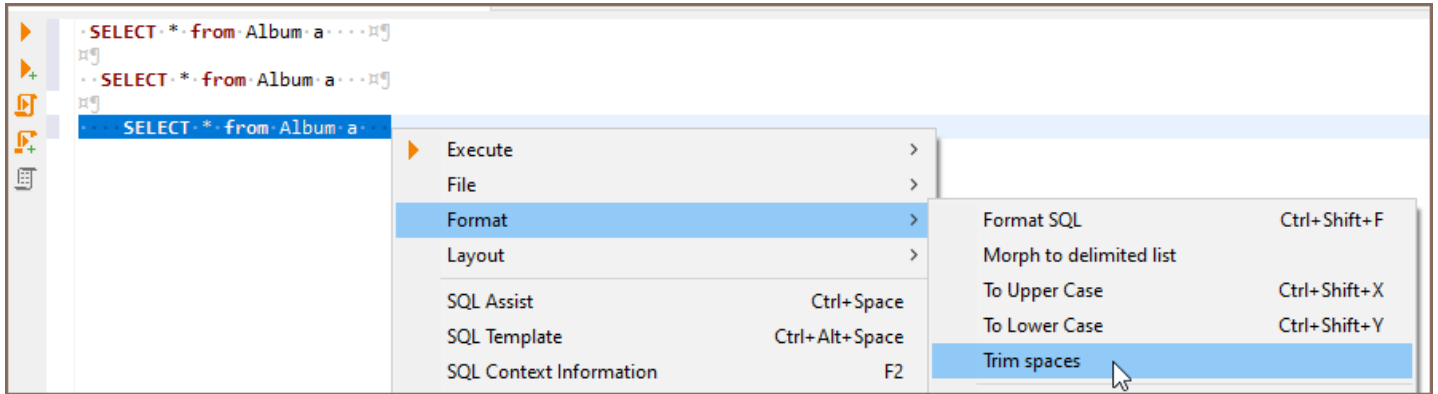 ·SELECT·*·from·Album·a····¤¶
¤¶
··SELECT·*·from·Album·a···¤¶
¤¶
····SELECT·*·from·Album·a···
Execute >
File >
Format >
Layout >
SQL Assist Ctrl+Space
SQL Template Ctrl+Alt+Space
SQL Context Information F2
Format SQL Ctrl+Shift+F
Morph to delimited list
To Upper Case Ctrl+Shift+X
To Lower Case Ctrl+Shift+Y
Trim spaces